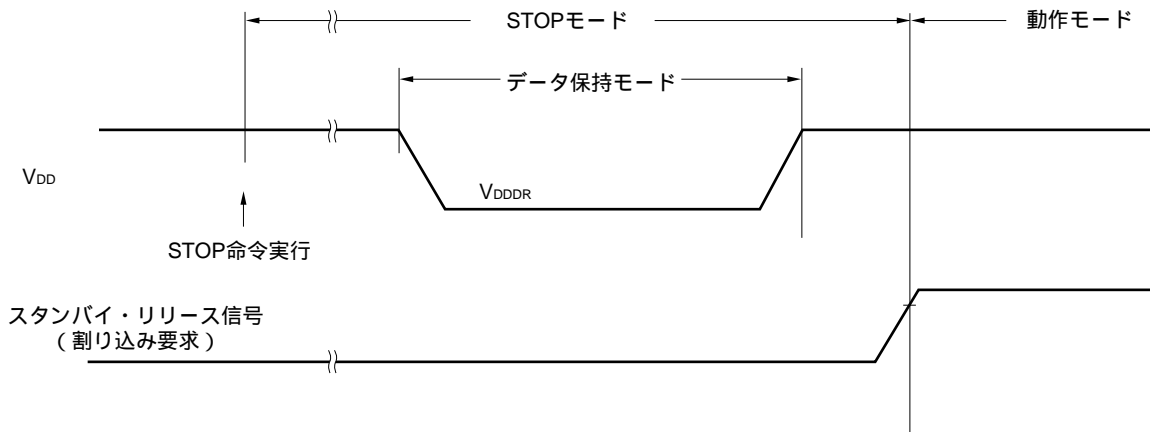 STOPモード
動作モード
データ保持モード
VDD
VDDDR
STOP命令実行
スタンバイ・リリース信号
(割り込み要求)